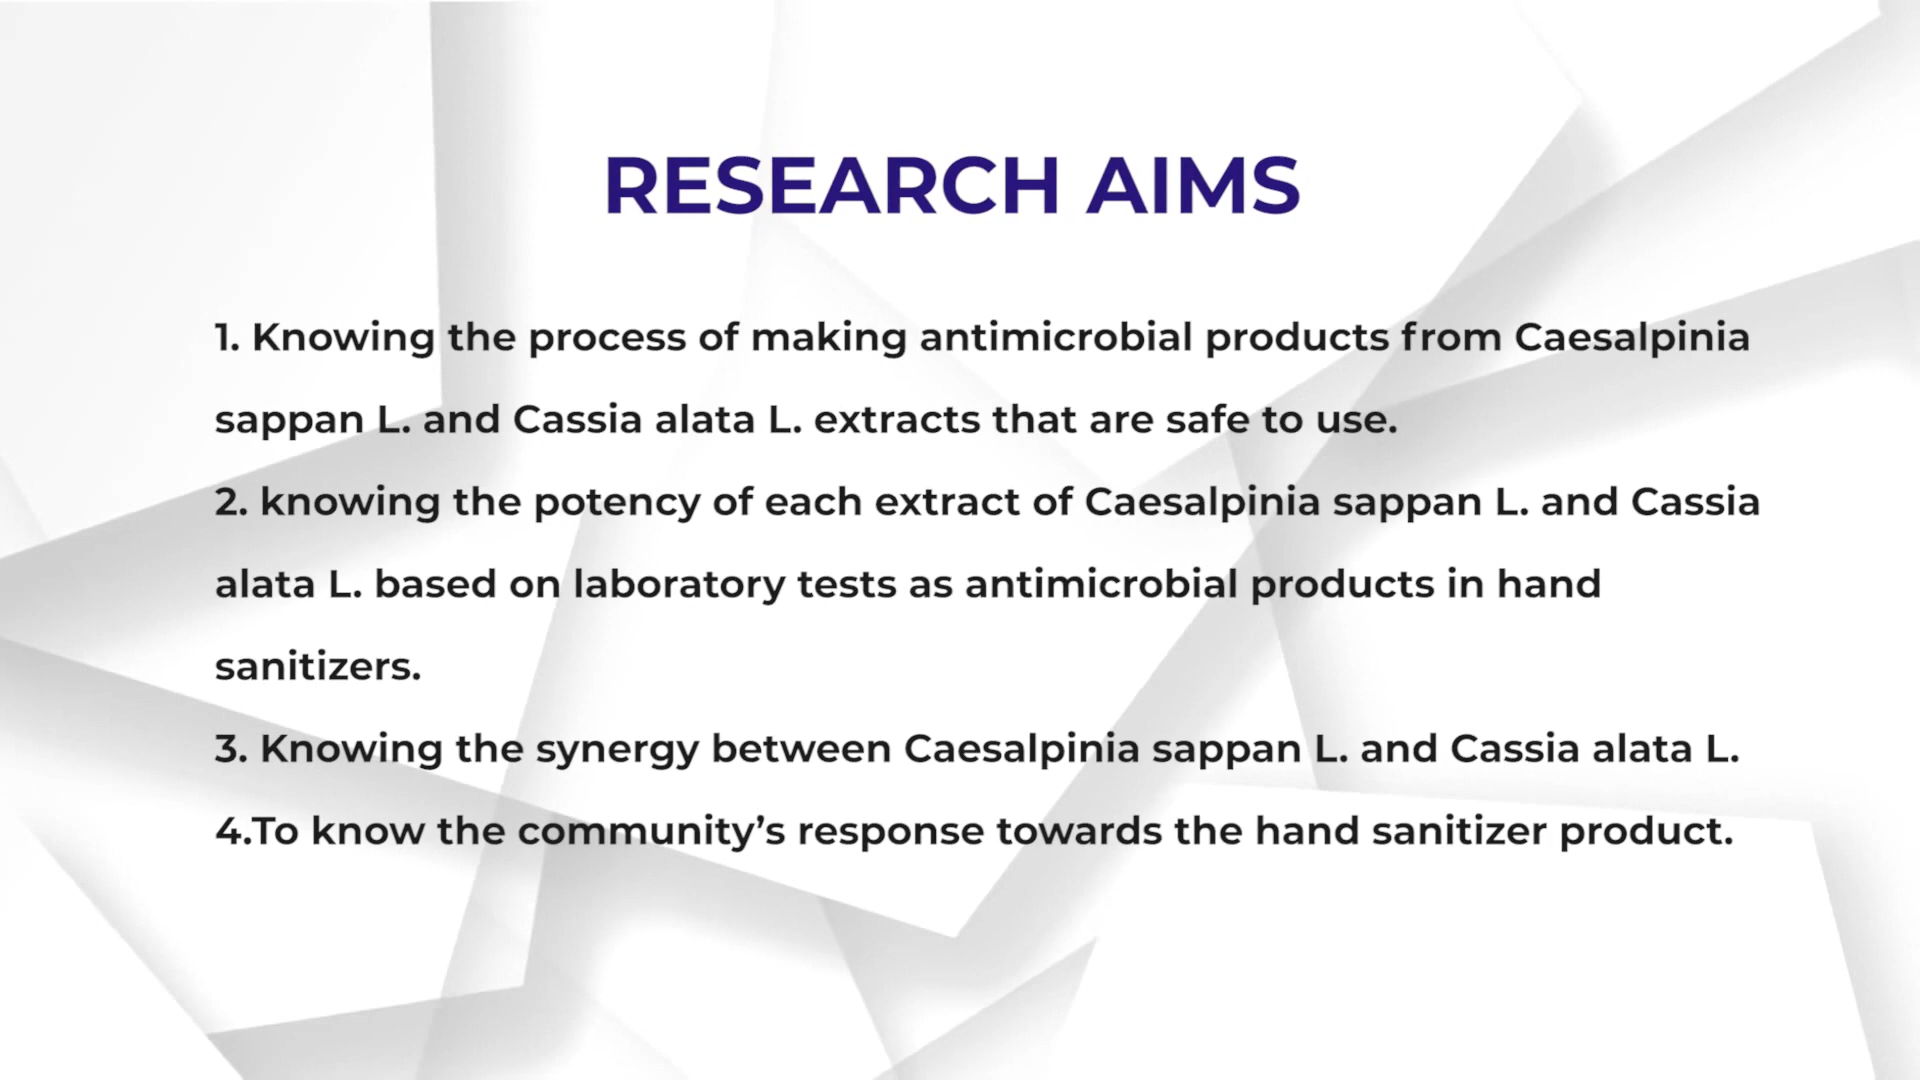 RESEARCH AIMS
1. Knowing the process of making antimicrobial products from Caesalpinia
sappan L. and Cassia alata L. extracts that are safe to use.
2. knowing the potency of each extract of Caesalpinia sappan L. and Cassia
alata L. based on laboratory tests as antimicrobial products in hand
sanitizers.
3. Knowing the synergy between Caesalpinia sappan L. and Cassia alata L.
4.To know the community’s response towards the hand sanitizer product.